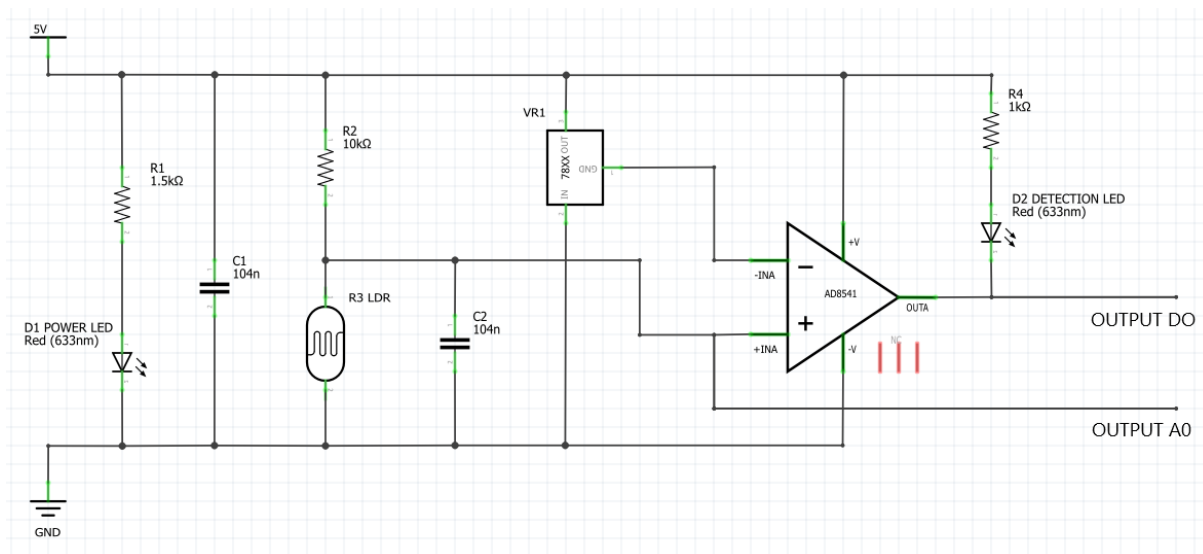 5V
R1
1.5kΩ
C1
104n
R2
10kΩ
R3 LDR
C2
104n
VR1
78XX
OUT
GND
IN
-INA
+INA
+V
-V
AD8541
OUTA
NC
R4
1kΩ
D2 DETECTION LED
Red (633nm)
OUTPUT DO
OUTPUT A0
D1 POWER LED
Red (633nm)
GND